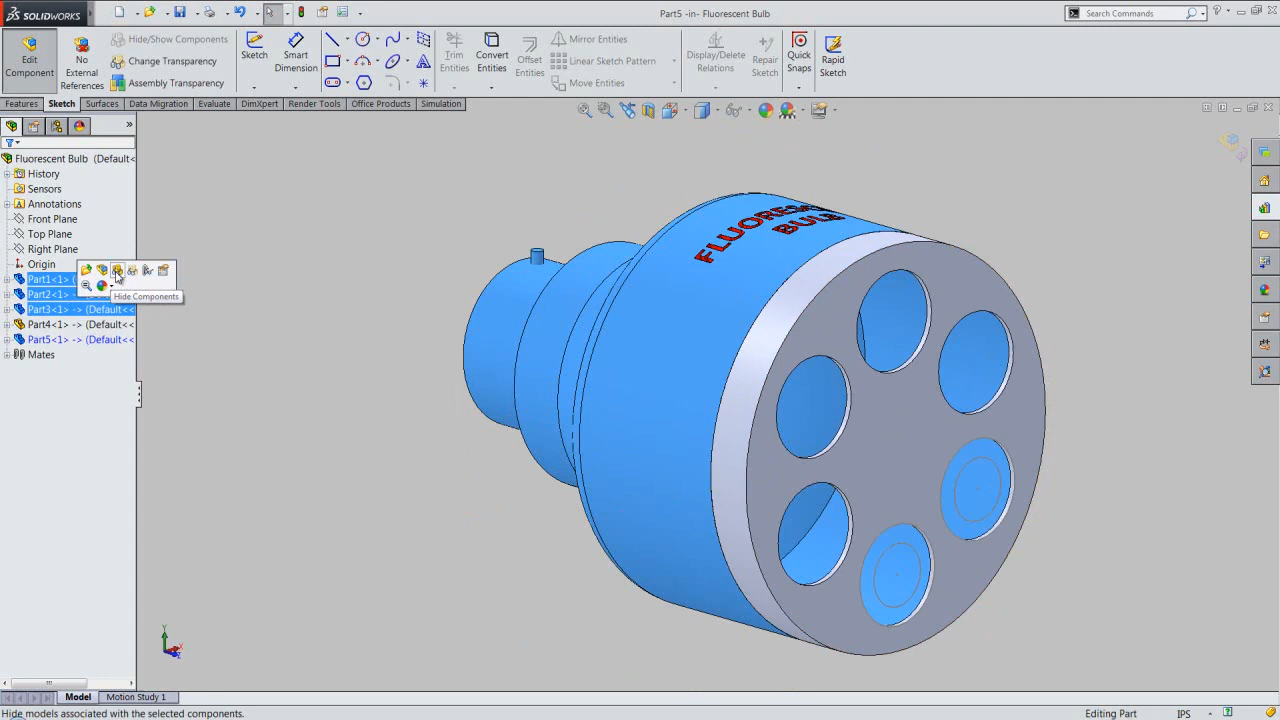 SOLIDWORKS
Part5 -in- Fluorescent Bulb
Search Commands
Edit Component
No External References
Hide/Show Components
Change Transparency
Assembly Transparency
Sketch
Smart Dimension
Trim Entities
Convert Entities
Offset Entities
Mirror Entities
Linear Sketch Pattern
Move Entities
Display/Delete Relations
Repair Sketch
Quick Snaps
Rapid Sketch
Features
Sketch
Surfaces
Data Migration
Evaluate
DimXpert
Render Tools
Office Products
Simulation
Fluorescent Bulb (Default<
History
Sensors
Annotations
Front Plane
Top Plane
Right Plane
Origin
Part1<1> (
Part2<1> -
Hide Components
Part3<1> -> (Default<<
Part4<1> -> (Default<<
Part5<1> -> (Default<<
Mates
FLUORES
BULB
Y
X
Z
Model
Motion Study 1
Hide models associated with the selected components.
Editing Part
IPS